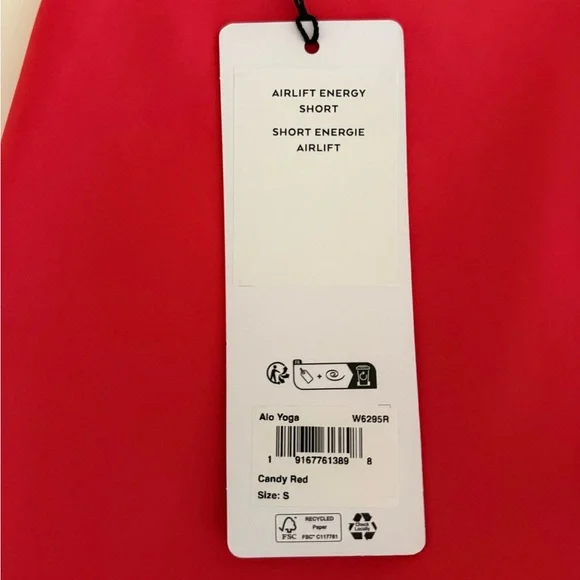 AIRLIFT ENERGY
SHORT
SHORT ENERGIE
AIRLIFT
FR
Alo Yoga W6295R
1 9167761389 8
Candy Red
Size: S
RECYCLED
Paper
FSC
FSC® C117781
Check
Locally